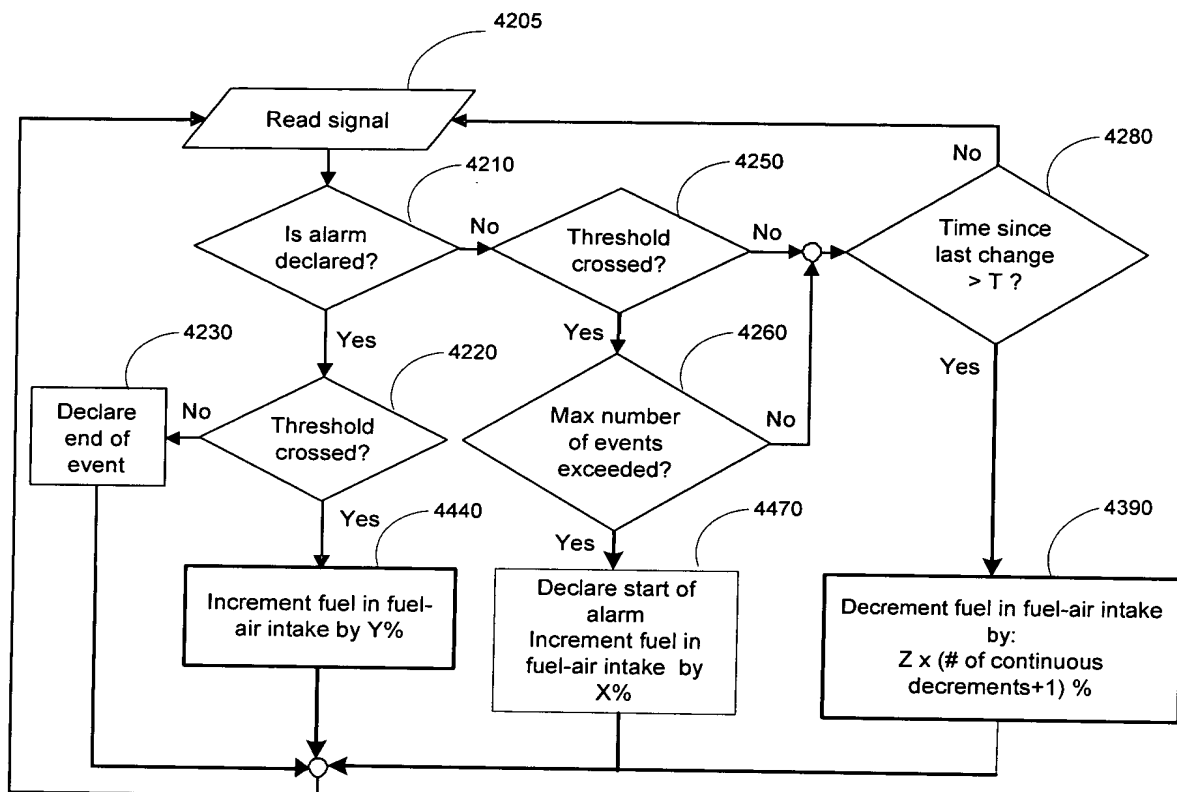 4205
Read signal
4210
Is alarm
declared?
No
Yes
4250
Threshold
crossed?
No
Yes
4280
No
Time since
last change
> T ?
Yes
4230
Declare
end of
event
No
4220
Threshold
crossed?
Yes
4260
Max number
of events
exceeded?
No
Yes
4440
Increment fuel in fuel-
air intake by Y%
4470
Declare start of
alarm
Increment fuel in
fuel-air intake by
X%
4390
Decrement fuel in fuel-air intake
by:
Z x (# of continuous
decrements+1) %